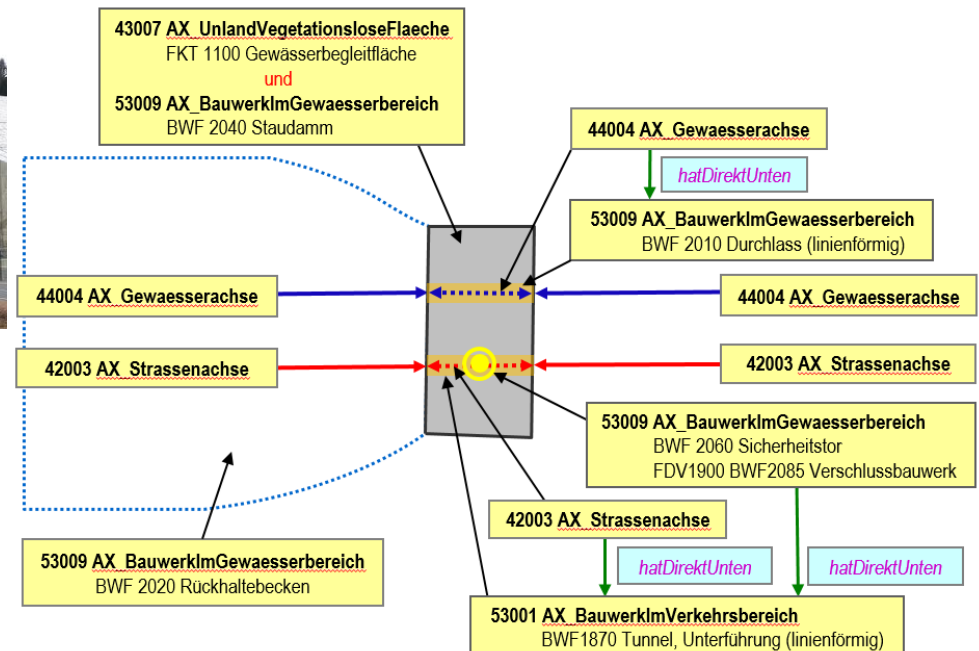 43007 AX_UnlandVegetationsloseFlaeche
FKT 1100 Gewässerbegleitfläche
und
53009 AX_BauwerkImGewaesserbereich
BWF 2040 Staudamm
44004 AX_Gewaesserachse
hatDirektUnten
53009 AX_BauwerkImGewaesserbereich
BWF 2010 Durchlass (linienförmig)
44004 AX_Gewaesserachse
44004 AX_Gewaesserachse
42003 AX_Strassenachse
42003 AX_Strassenachse
53009 AX_BauwerkImGewaesserbereich
BWF 2060 Sicherheitstor
FDV1900 BWF2085 Verschlussbauwerk
42003 AX_Strassenachse
hatDirektUnten
hatDirektUnten
53009 AX_BauwerkImGewaesserbereich
BWF 2020 Rückhaltebecken
53001 AX_BauwerkImVerkehrsbereich
BWF1870 Tunnel, Unterführung (linienförmig)